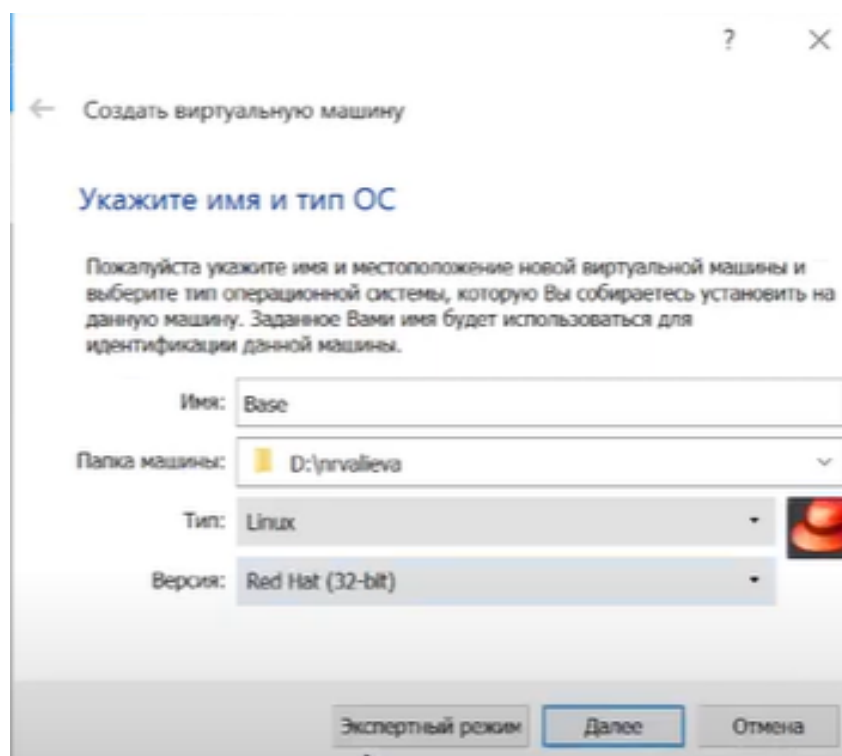 ?
Создать виртуальную машину
Укажите имя и тип ОС
Пожалуйста укажите имя и местоположение новой виртуальной машины и
выберите тип операционной системы, которую Вы собираетесь установить на
данную машину. Заданное Вами имя будет использоваться для
идентификации данной машины.
Имя: Base
Папка машины: D:\nrvalieva
Тип: Linux
Версия: Red Hat (32-bit)
Экспертный режим Далее Отмена